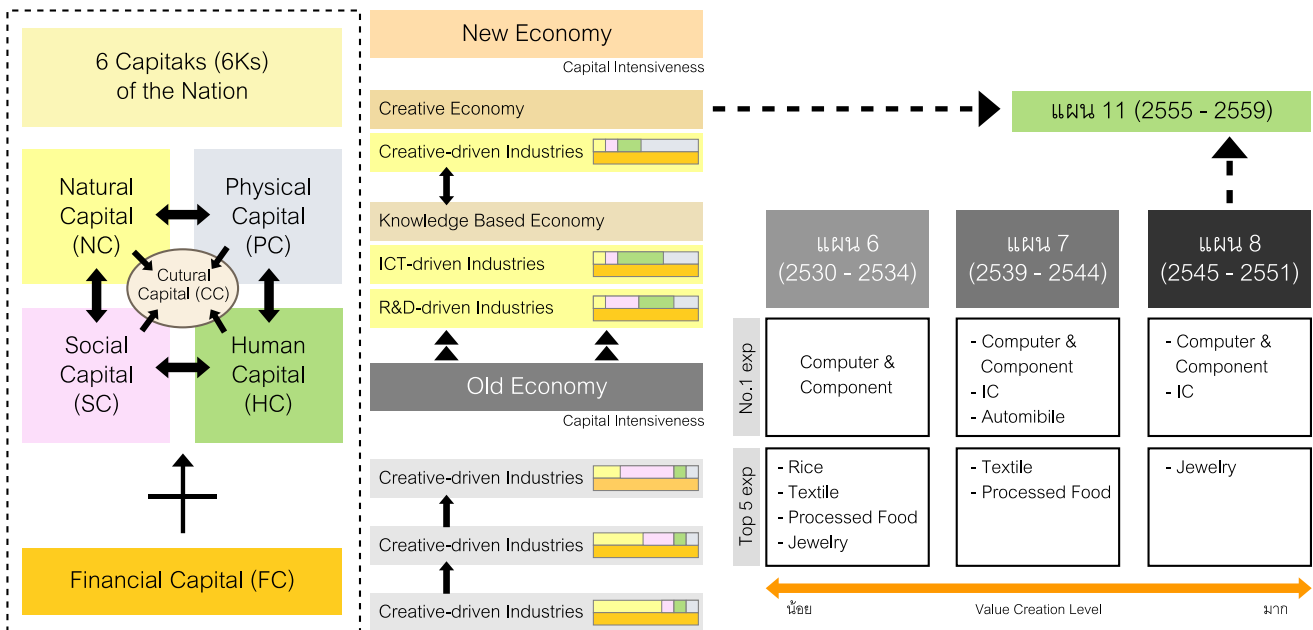 6 Capitaks (6Ks)
of the Nation
Natural
Capital
(NC)
Physical
Capital
(PC)
Cutural
Capital (CC)
Social
Capital
(SC)
Human
Capital
(HC)
Financial Capital (FC)
New Economy
Capital Intensiveness
Creative Economy
Creative-driven Industries
Knowledge Based Economy
ICT-driven Industries
R&D-driven Industries
Old Economy
Capital Intensiveness
Creative-driven Industries
Creative-driven Industries
Creative-driven Industries
แผน 11 (2555 - 2559)
แผน 6
(2530 - 2534)
แผน 7
(2539 - 2544)
แผน 8
(2545 - 2551)
No.1 exp
Computer &
Component
- Computer &
Component
- IC
- Automibile
- Computer &
Component
- IC
Top 5 exp
- Rice
- Textile
- Processed Food
- Jewelry
- Textile
- Processed Food
- Jewelry
น้อย
Value Creation Level
มาก